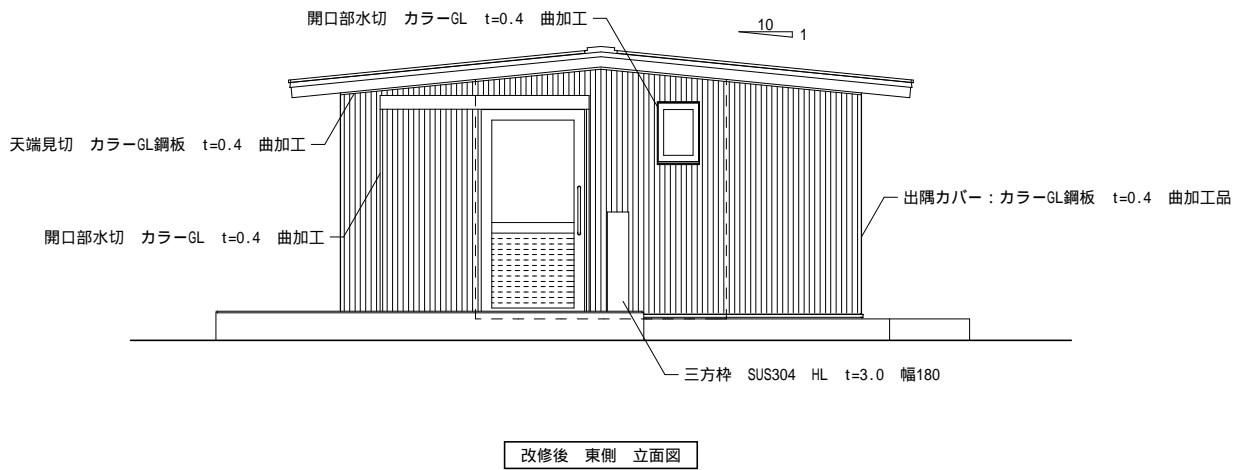 開口部水切　カラーGL　t=0.4　曲加工
10
1
天端見切　カラーGL鋼板　t=0.4　曲加工
出隅カバー：カラーGL鋼板　t=0.4　曲加工品
開口部水切　カラーGL　t=0.4　曲加工
三方枠　SUS304　HL　t=3.0　幅180
改修後　東側　立面図